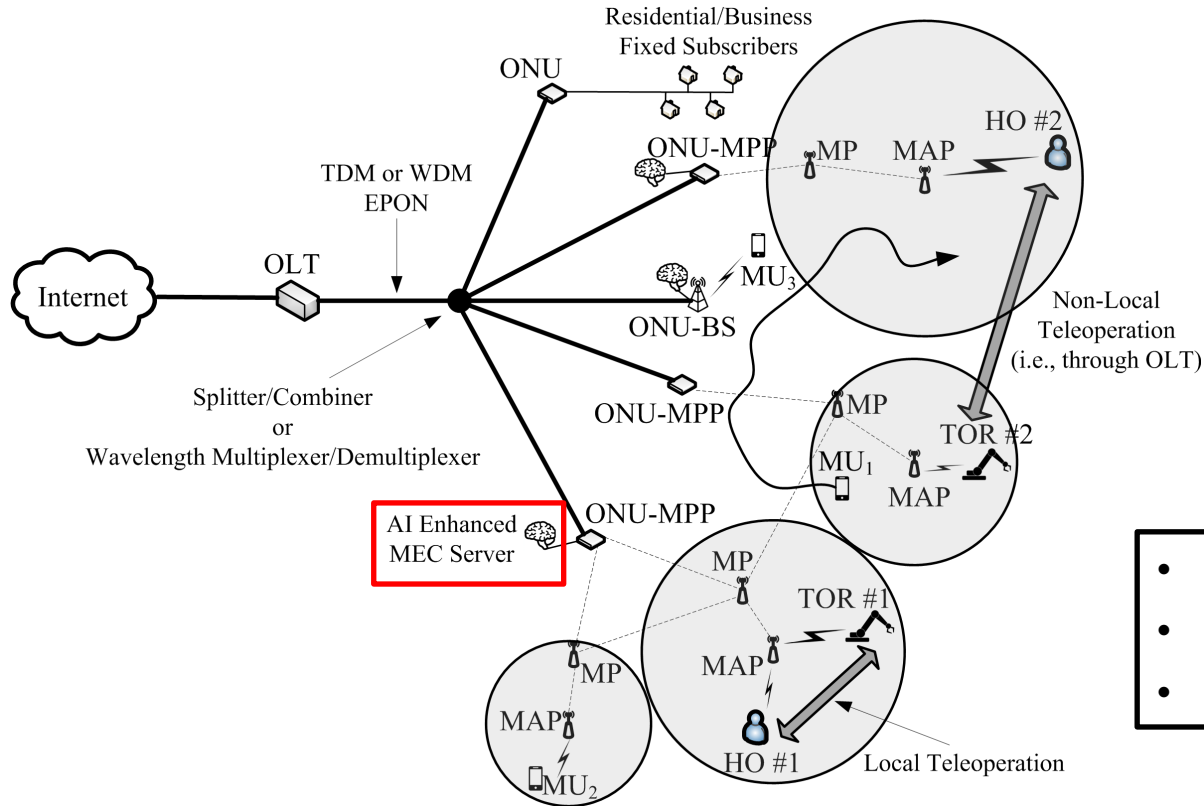 Residential/Business
Fixed Subscribers
ONU
HO #2
ONU-MPP
MP
MAP
TDM or WDM
EPON
OLT
MU3
Internet
ONU-BS
Non-Local
Teleoperation
(i.e., through OLT)
Splitter/Combiner
or
Wavelength Multiplexer/Demultiplexer
ONU-MPP
MP
TOR #2
MU1
MAP
AI Enhanced
MEC Server
ONU-MPP
MP
TOR #1
MAP
MP
MAP
HO #1
Local Teleoperation
MU2